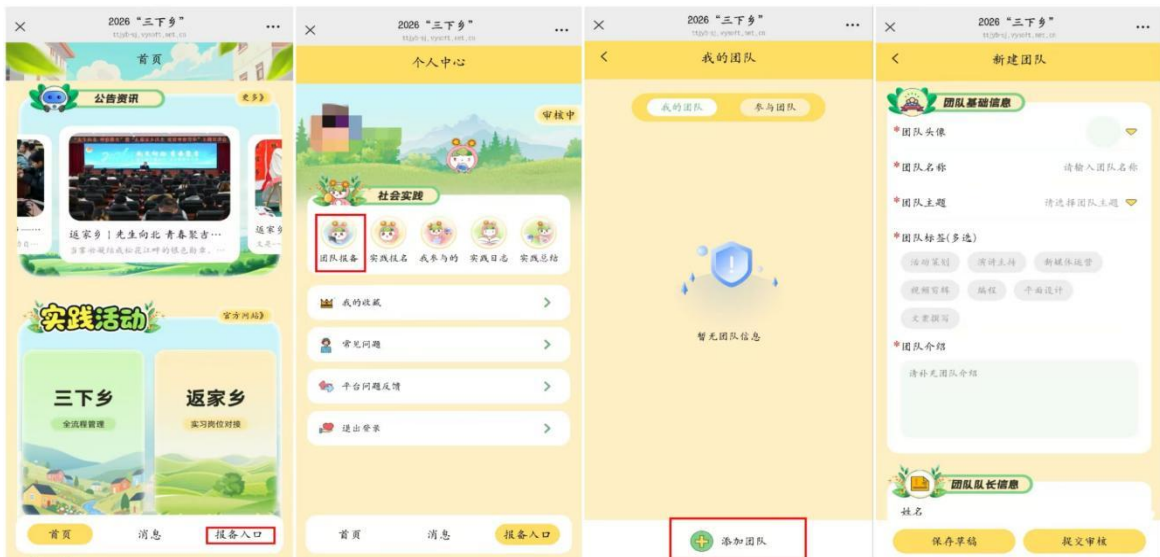 2026 “三下乡”
首页
公告资讯
更多》
返家乡 | 先生向北 青春聚古…
实践活动
官方网站》
三下乡
全流程管理
返家乡
实习岗位对接
首页
消息
报备入口
2026 “三下乡”
个人中心
审核中
社会实践
团队报备
实践报名
我参与的
实践日志
实践总结
我的收藏
常见问题
平台问题反馈
退出登录
首页
消息
报备入口
2026 “三下乡”
我的团队
我的团队
参与团队
暂无团队信息
添加团队
2026 “三下乡”
新建团队
团队基础信息
*团队头像
*团队名称
请输入团队名称
*团队主题
请选择团队主题
*团队标签(多选)
活动策划
演讲主持
新媒体运营
视频剪辑
编程
平面设计
文案撰写
*团队介绍
请补充团队介绍
团队队长信息
姓名
保存草稿
提交审核